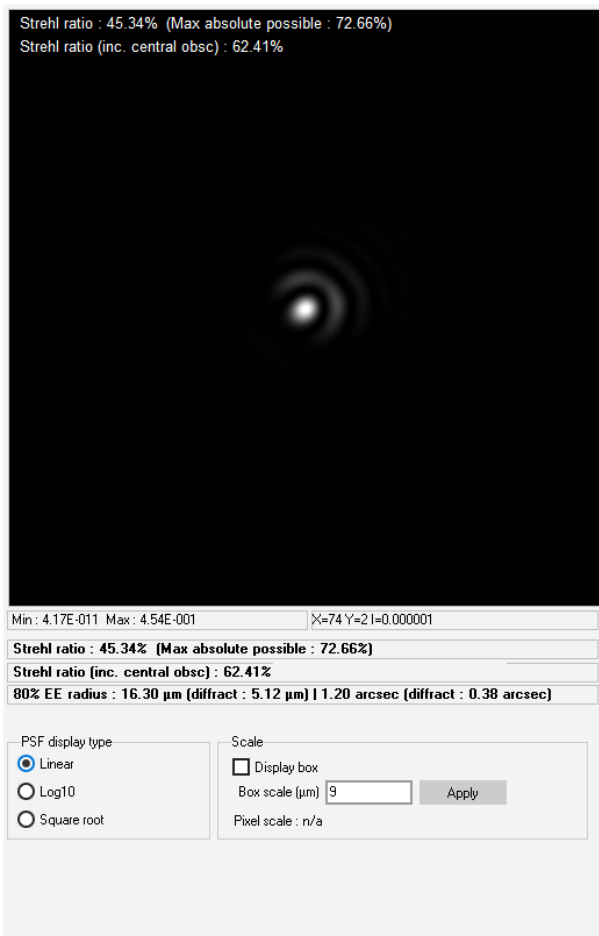 Strehl ratio : 45.34%  (Max absolute possible : 72.66%)
Strehl ratio (inc. central obsc) : 62.41%
Min : 4.17E-011  Max : 4.54E-001
X=74 Y=2 I=0.000001
Strehl ratio : 45.34%  (Max absolute possible : 72.66%)
Strehl ratio (inc. central obsc) : 62.41%
80% EE radius : 16.30 µm (diffract : 5.12 µm) | 1.20 arcsec (diffract : 0.38 arcsec)
PSF display type
Linear
Log10
Square root
Scale
Display box
Box scale (µm) 9 Apply
Pixel scale : n/a